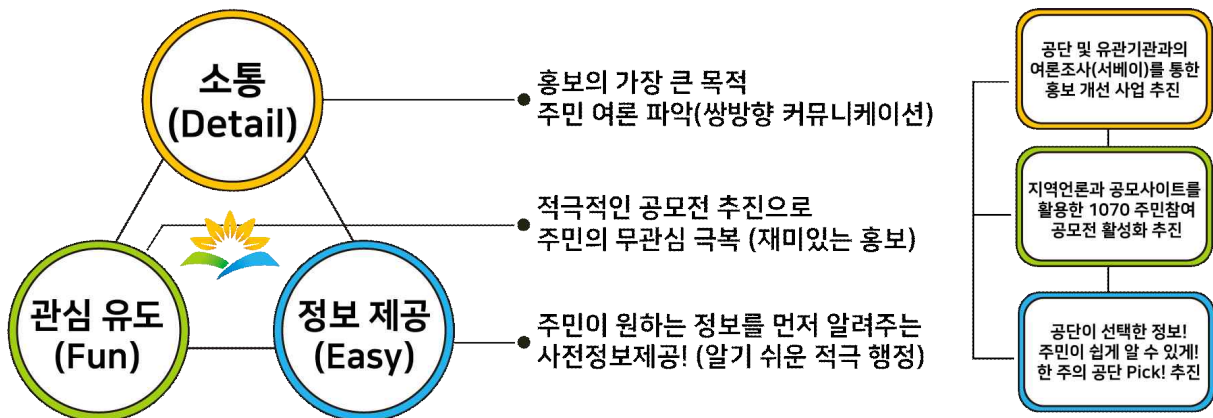 소통
(Detail)
홍보의 가장 큰 목적
주민 여론 파악(쌍방향 커뮤니케이션)
적극적인 공모전 추진으로
주민의 무관심 극복 (재미있는 홍보)
관심 유도
(Fun)
정보 제공
(Easy)
주민이 원하는 정보를 먼저 알려주는
사전정보제공! (알기 쉬운 적극 행정)
공단 및 유관기관과의
여론조사(서베이)를 통한
홍보 개선 사업 추진
지역언론과 공모사이트를
활용한 1070 주민참여
공모전 활성화 추진
공단이 선택한 정보!
주민이 쉽게 알 수 있게!
한 주의 공단 Pick! 추진